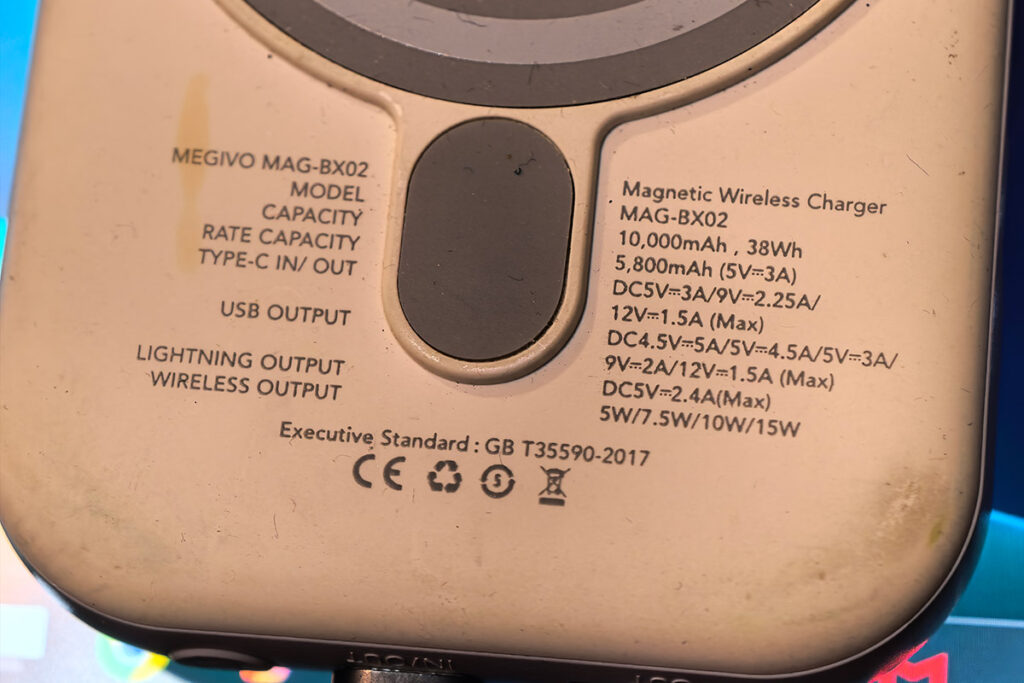 MEGIVO MAG-BX02
MODEL
CAPACITY
RATE CAPACITY
TYPE-C IN/ OUT
USB OUTPUT
LIGHTNING OUTPUT
WIRELESS OUTPUT
Magnetic Wireless Charger
MAG-BX02
10,000mAh , 38Wh
5,800mAh (5V⎓3A)
DC5V⎓3A/9V⎓2.25A/
12V⎓1.5A (Max)
DC4.5V⎓5A/5V⎓4.5A/5V⎓3A/
9V⎓2A/12V⎓1.5A (Max)
DC5V⎓2.4A(Max)
5W/7.5W/10W/15W
Executive Standard : GB T35590-2017
CE